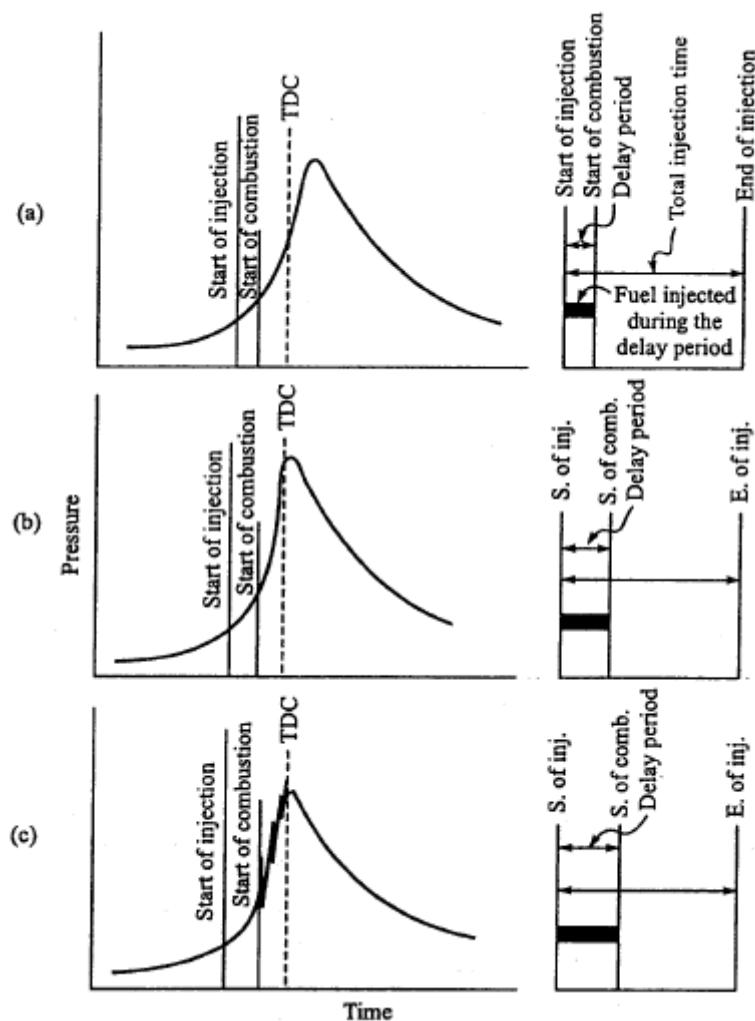 (a)
Start of injection
Start of combustion
TDC
Start of injection
Start of combustion
Delay period
Total injection time
End of injection
Fuel injected
during the
delay period
(b)
Pressure
Start of injection
Start of combustion
TDC
S. of inj.
S. of comb.
Delay period
E. of inj.
(c)
Start of injection
Start of combustion
TDC
S. of inj.
S. of comb.
Delay period
E. of inj.
Time